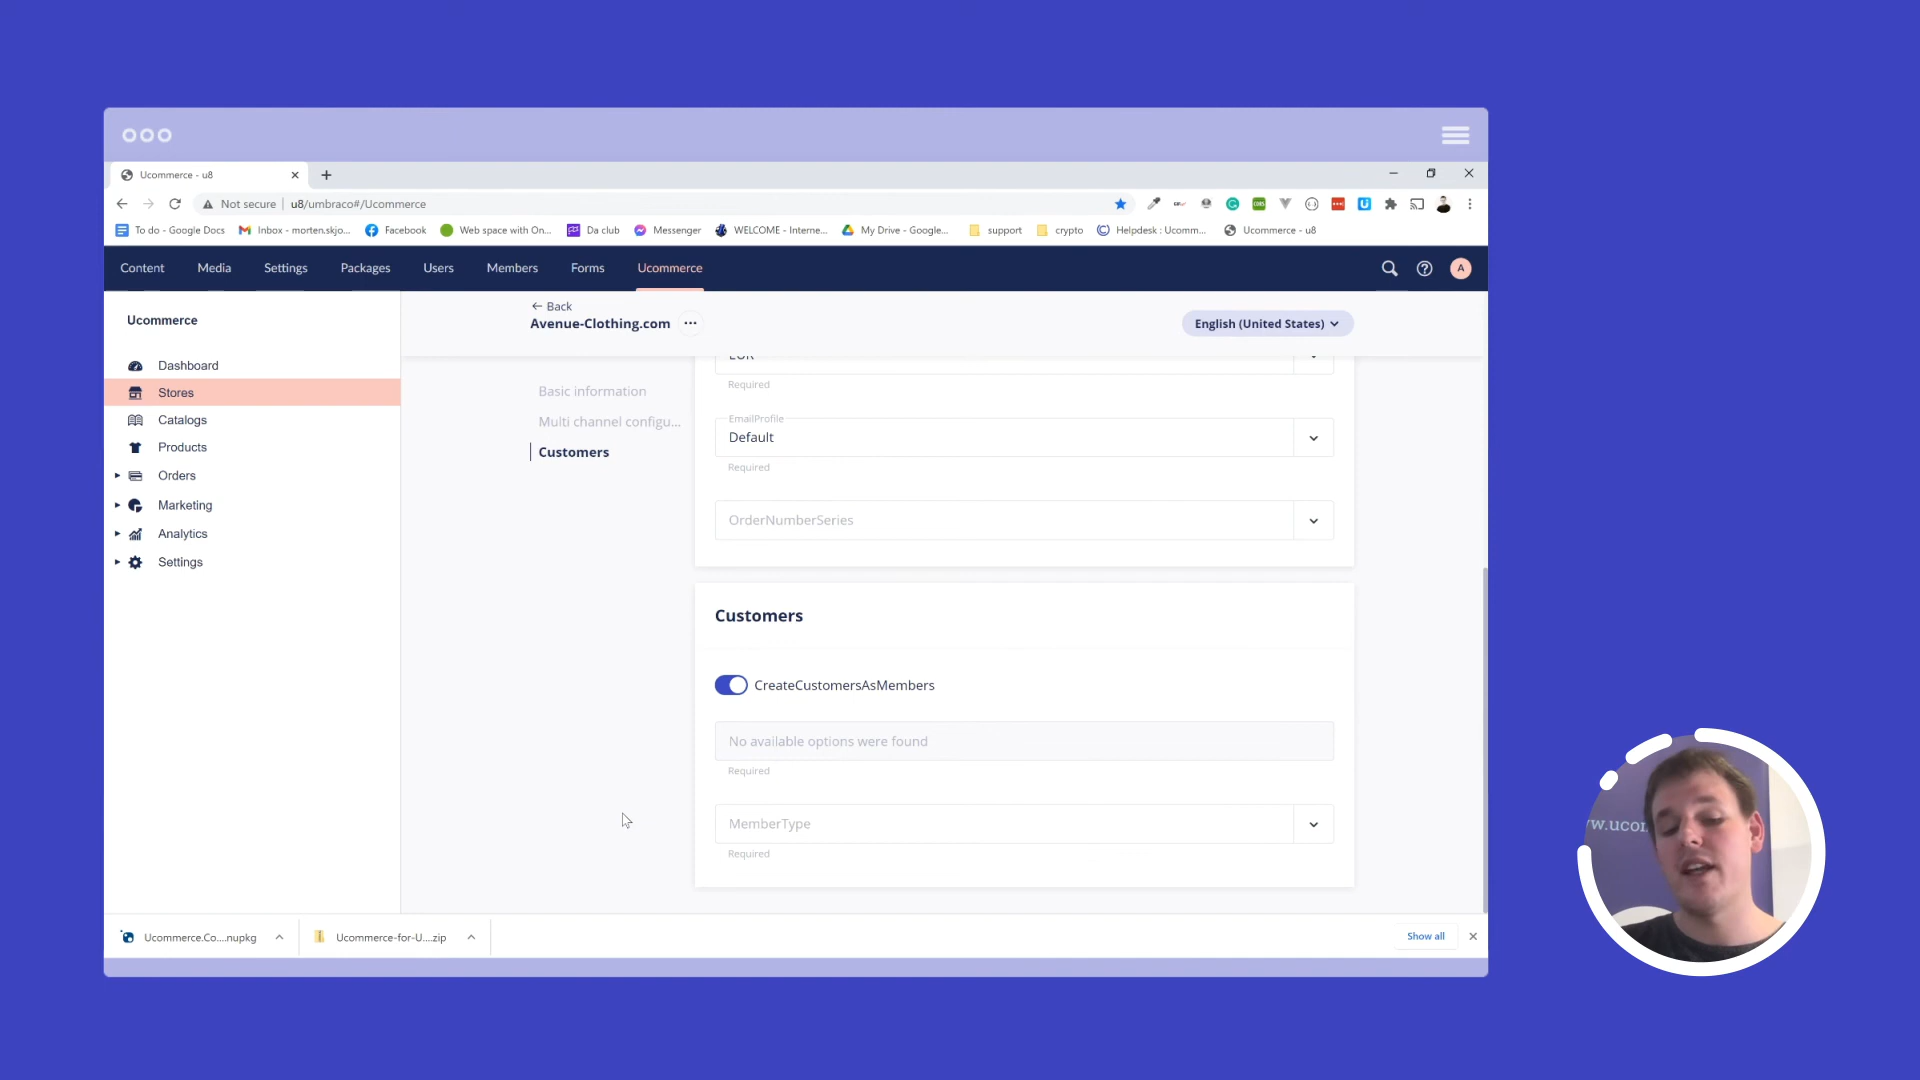 Ucommerce - u8
Not secure
u8/umbraco#/Ucommerce
To do - Google Docs
Inbox - morten.skjo...
Facebook
Web space with On...
Da club
Messenger
WELCOME - Interne...
My Drive - Google...
support
crypto
Helpdesk : Ucomm...
Ucommerce - u8
Content
Media
Settings
Packages
Users
Members
Forms
Ucommerce
A
Ucommerce
Dashboard
Stores
Catalogs
Products
Orders
Marketing
Analytics
Settings
Back
Avenue-Clothing.com
English (United States)
Basic information
Multi channel configu...
Customers
EUR
Required
EmailProfile
Default
Required
OrderNumberSeries
Customers
CreateCustomersAsMembers
No available options were found
Required
MemberType
Required
Ucommerce.Co....nupkg
Ucommerce-for-U....zip
Show all